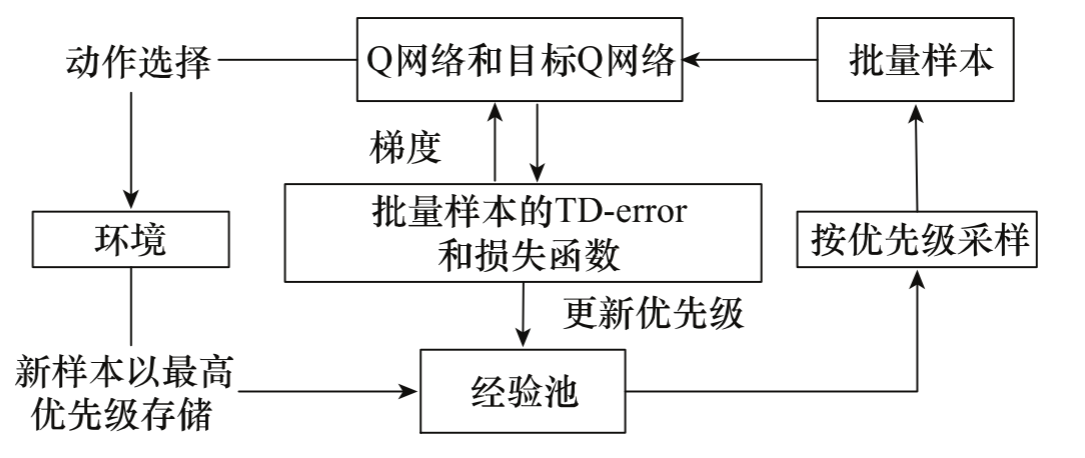 动作选择
Q网络和目标Q网络
批量样本
梯度
批量样本的TD-error
和损失函数
环境
按优先级采样
更新优先级
新样本以最高
优先级存储
经验池